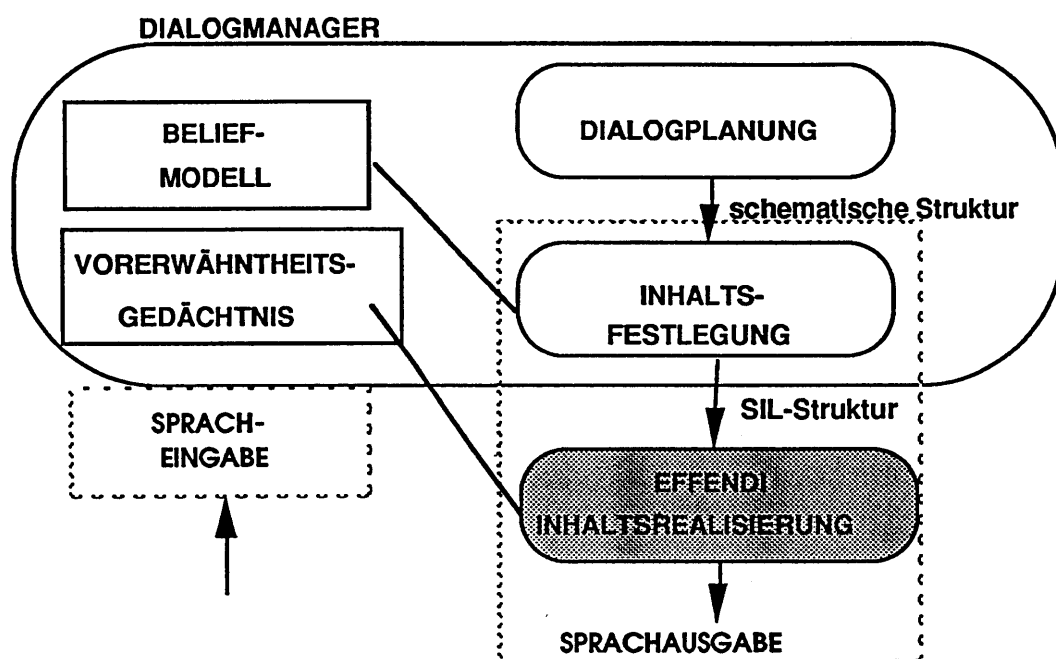 DIALOGMANAGER
BELIEF-
MODELL
DIALOGPLANUNG
schematische Struktur
VORERWÄHNTHEITS-
GEDÄCHTNIS
INHALTS-
FESTLEGUNG
SIL-Struktur
SPRACH-
EINGABE
EFFENDI
INHALTSREALISIERUNG
SPRACHAUSGABE